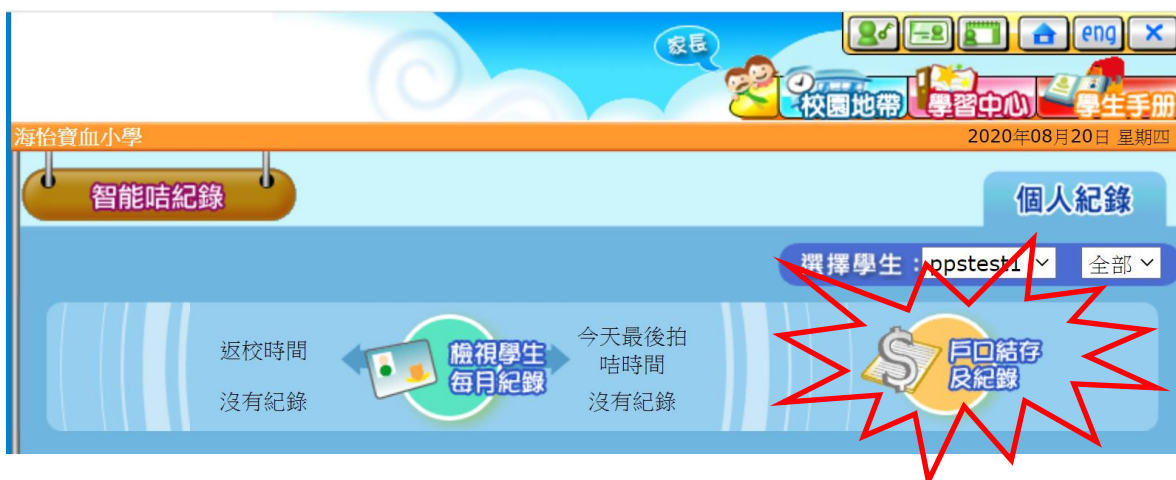 家長
eng
校園地帶 學習中心 學生手册
海怡寶血小學
2020年08月20日 星期四
智能咭紀錄
個人紀錄
選擇學生：ppstest1 全部
返校時間
沒有紀錄
檢視學生
每月紀錄
今天最後拍
咭時間
沒有紀錄
戶口結存
及紀錄